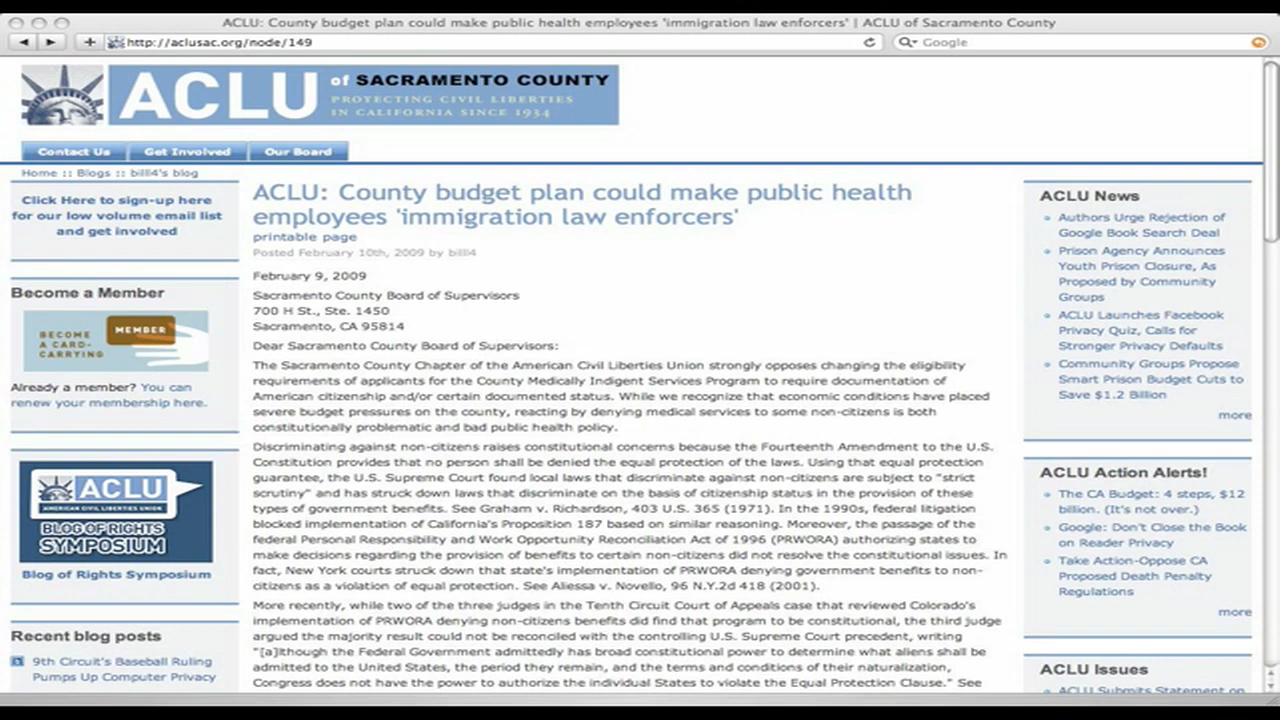 ACLU: County budget plan could make public health employees 'immigration law enforcers' | ACLU of Sacramento County
http://aclusac.org/node/149
Google
ACLU of SACRAMENTO COUNTY
PROTECTING CIVIL LIBERTIES
IN CALIFORNIA SINCE 1934
Contact Us
Get Involved
Our Board
Home :: Blogs :: billl4's blog
Click Here to sign-up here
for our low volume email list
and get involved
Become a Member
BECOME
A CARD-
CARRYING
MEMBER
Already a member? You can
renew your membership here.
ACLU
AMERICAN CIVIL LIBERTIES UNION
BLOG OF RIGHTS
SYMPOSIUM
Blog of Rights Symposium
Recent blog posts
9th Circuit's Baseball Ruling
Pumps Up Computer Privacy
ACLU: County budget plan could make public health
employees 'immigration law enforcers'
printable page
Posted February 10th, 2009 by billl4
February 9, 2009
Sacramento County Board of Supervisors
700 H St., Ste. 1450
Sacramento, CA 95814
Dear Sacramento County Board of Supervisors:
The Sacramento County Chapter of the American Civil Liberties Union strongly opposes changing the eligibility
requirements of applicants for the County Medically Indigent Services Program to require documentation of
American citizenship and/or certain documented status. While we recognize that economic conditions have placed
severe budget pressures on the county, reacting by denying medical services to some non-citizens is both
constitutionally problematic and bad public health policy.
Discriminating against non-citizens raises constitutional concerns because the Fourteenth Amendment to the U.S.
Constitution provides that no person shall be denied the equal protection of the laws. Using that equal protection
guarantee, the U.S. Supreme Court found local laws that discriminate against non-citizens are subject to "strict
scrutiny" and has struck down laws that discriminate on the basis of citizenship status in the provision of these
types of government benefits. See Graham v. Richardson, 403 U.S. 365 (1971). In the 1990s, federal litigation
blocked implementation of California's Proposition 187 based on similar reasoning. Moreover, the passage of the
federal Personal Responsibility and Work Opportunity Reconciliation Act of 1996 (PRWORA) authorizing states to
make decisions regarding the provision of benefits to certain non-citizens did not resolve the constitutional issues. In
fact, New York courts struck down that state's implementation of PRWORA denying government benefits to non-
citizens as a violation of equal protection. See Aliessa v. Novello, 96 N.Y.2d 418 (2001).
More recently, while two of the three judges in the Tenth Circuit Court of Appeals case that reviewed Colorado's
implementation of PRWORA denying non-citizens benefits did find that program to be constitutional, the third judge
argued the majority result could not be reconciled with the controlling U.S. Supreme Court precedent, writing
"[a]lthough the Federal Government admittedly has broad constitutional power to determine what aliens shall be
admitted to the United States, the period they remain, and the terms and conditions of their naturalization,
Congress does not have the power to authorize the individual States to violate the Equal Protection Clause." See
ACLU News
Authors Urge Rejection of
Google Book Search Deal
Prison Agency Announces
Youth Prison Closure, As
Proposed by Community
Groups
ACLU Launches Facebook
Privacy Quiz, Calls for
Stronger Privacy Defaults
Community Groups Propose
Smart Prison Budget Cuts to
Save $1.2 Billion
more
ACLU Action Alerts!
The CA Budget: 4 steps, $12
billion. (It's not over.)
Google: Don't Close the Book
on Reader Privacy
Take Action-Oppose CA
Proposed Death Penalty
Regulations
more
ACLU Issues
ACLU Submits Statement on